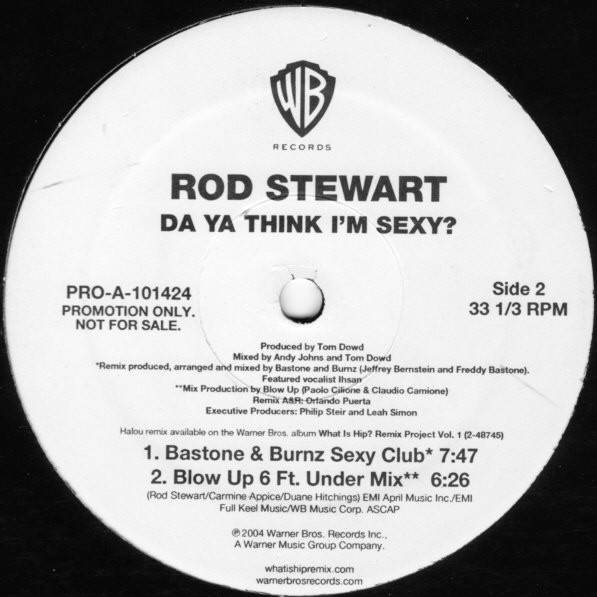 WB
RECORDS
ROD STEWART
DA YA THINK I'M SEXY?
PRO-A-101424
PROMOTION ONLY.
NOT FOR SALE.
Side 2
33 1/3 RPM
Produced by Tom Dowd
Mixed by Andy Johns and Tom Dowd
*Remix produced, arranged and mixed by Bastone and Burnz (Jeffrey Bernstein and Freddy Bastone).
Featured vocalist Ihsan
**Mix Production by Blow Up (Paolo Cilione & Claudio Camione)
Remix A&R: Orlando Puerta
Executive Producers: Philip Steir and Leah Simon
Halou remix available on the Warner Bros. album What Is Hip? Remix Project Vol. 1 (2-48745)
1. Bastone & Burnz Sexy Club* 7:47
2. Blow Up 6 Ft. Under Mix** 6:26
(Rod Stewart/Carmine Appice/Duane Hitchings) EMI April Music Inc./EMI
Full Keel Music/WB Music Corp. ASCAP
℗2004 Warner Bros. Records Inc.,
A Warner Music Group Company.
whatishipremix.com
warnerbrosrecords.com